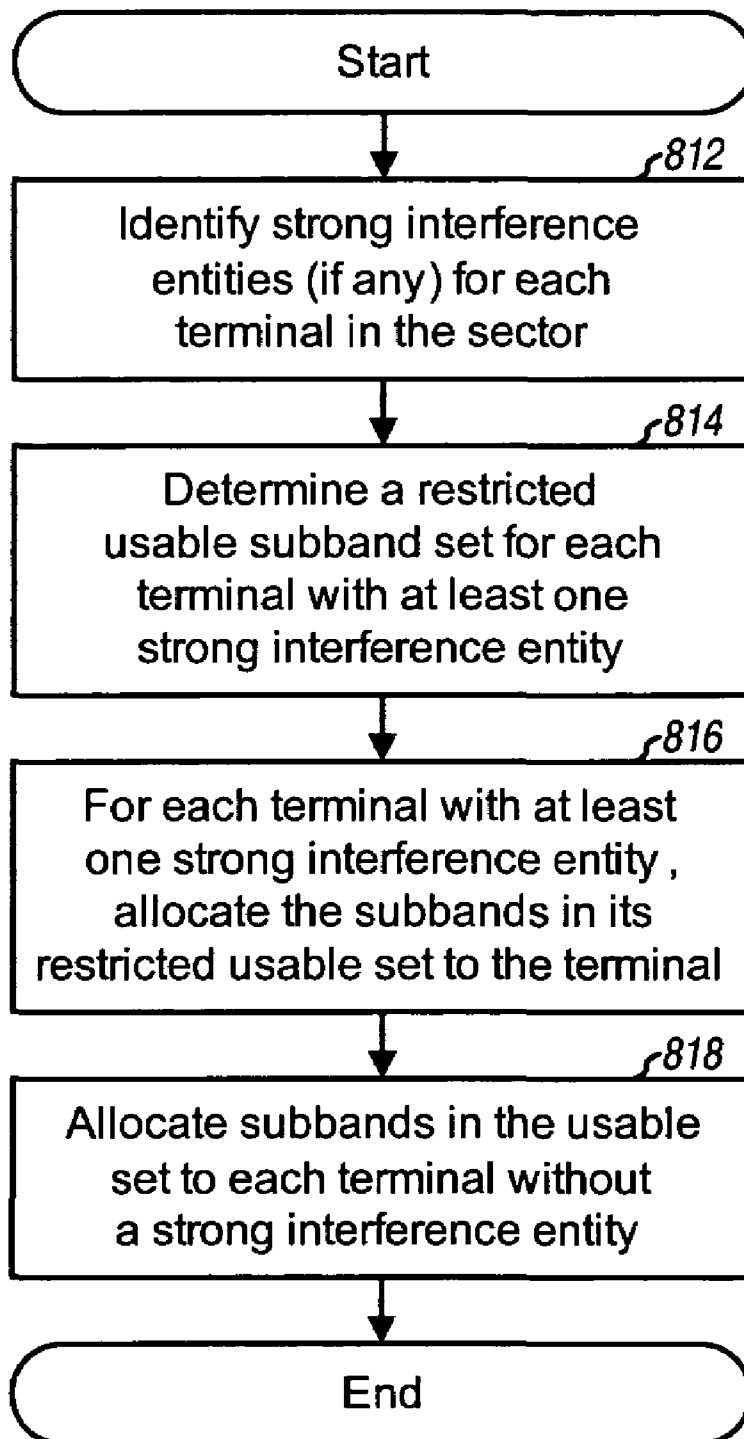 Start
812
Identify strong interference
entities (if any) for each
terminal in the sector
814
Determine a restricted
usable subband set for each
terminal with at least one
strong interference entity
816
For each terminal with at least
one strong interference entity ,
allocate the subbands in its
restricted usable set to the terminal
818
Allocate subbands in the usable
set to each terminal without
a strong interference entity
End